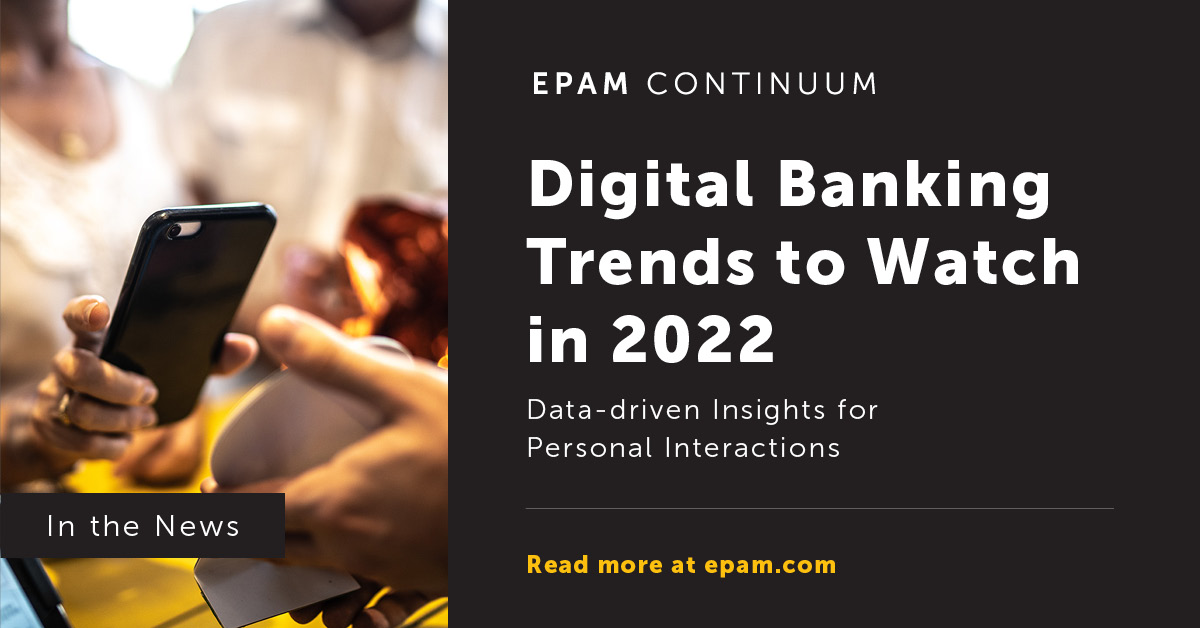 EPAM CONTINUUM
Digital Banking
Trends to Watch
in 2022
Data-driven Insights for
Personal Interactions
In the News
Read more at epam.com